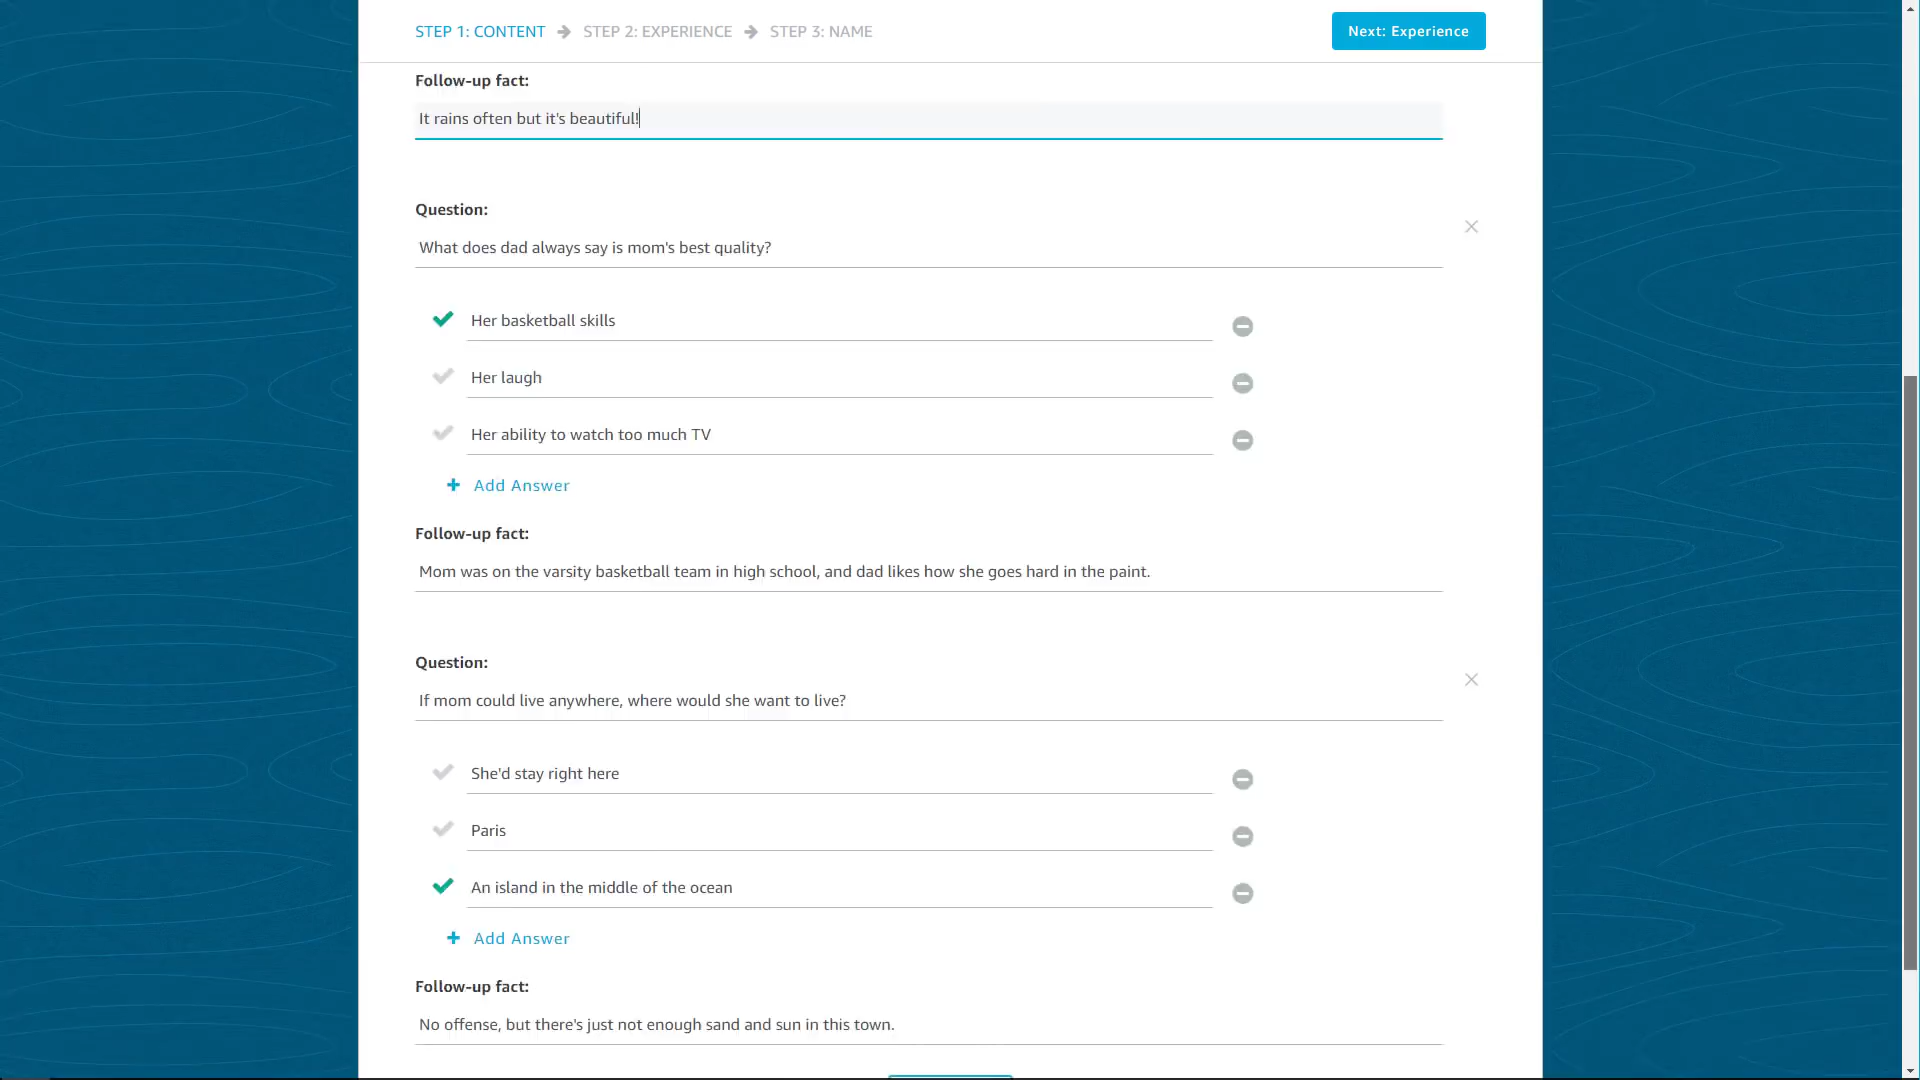 STEP 1: CONTENT → STEP 2: EXPERIENCE → STEP 3: NAME
Next: Experience
Follow-up fact:
It rains often but it's beautiful!
Question:
What does dad always say is mom's best quality?
Her basketball skills
Her laugh
Her ability to watch too much TV
+ Add Answer
Follow-up fact:
Mom was on the varsity basketball team in high school, and dad likes how she goes hard in the paint.
Question:
If mom could live anywhere, where would she want to live?
She'd stay right here
Paris
An island in the middle of the ocean
+ Add Answer
Follow-up fact:
No offense, but there's just not enough sand and sun in this town.